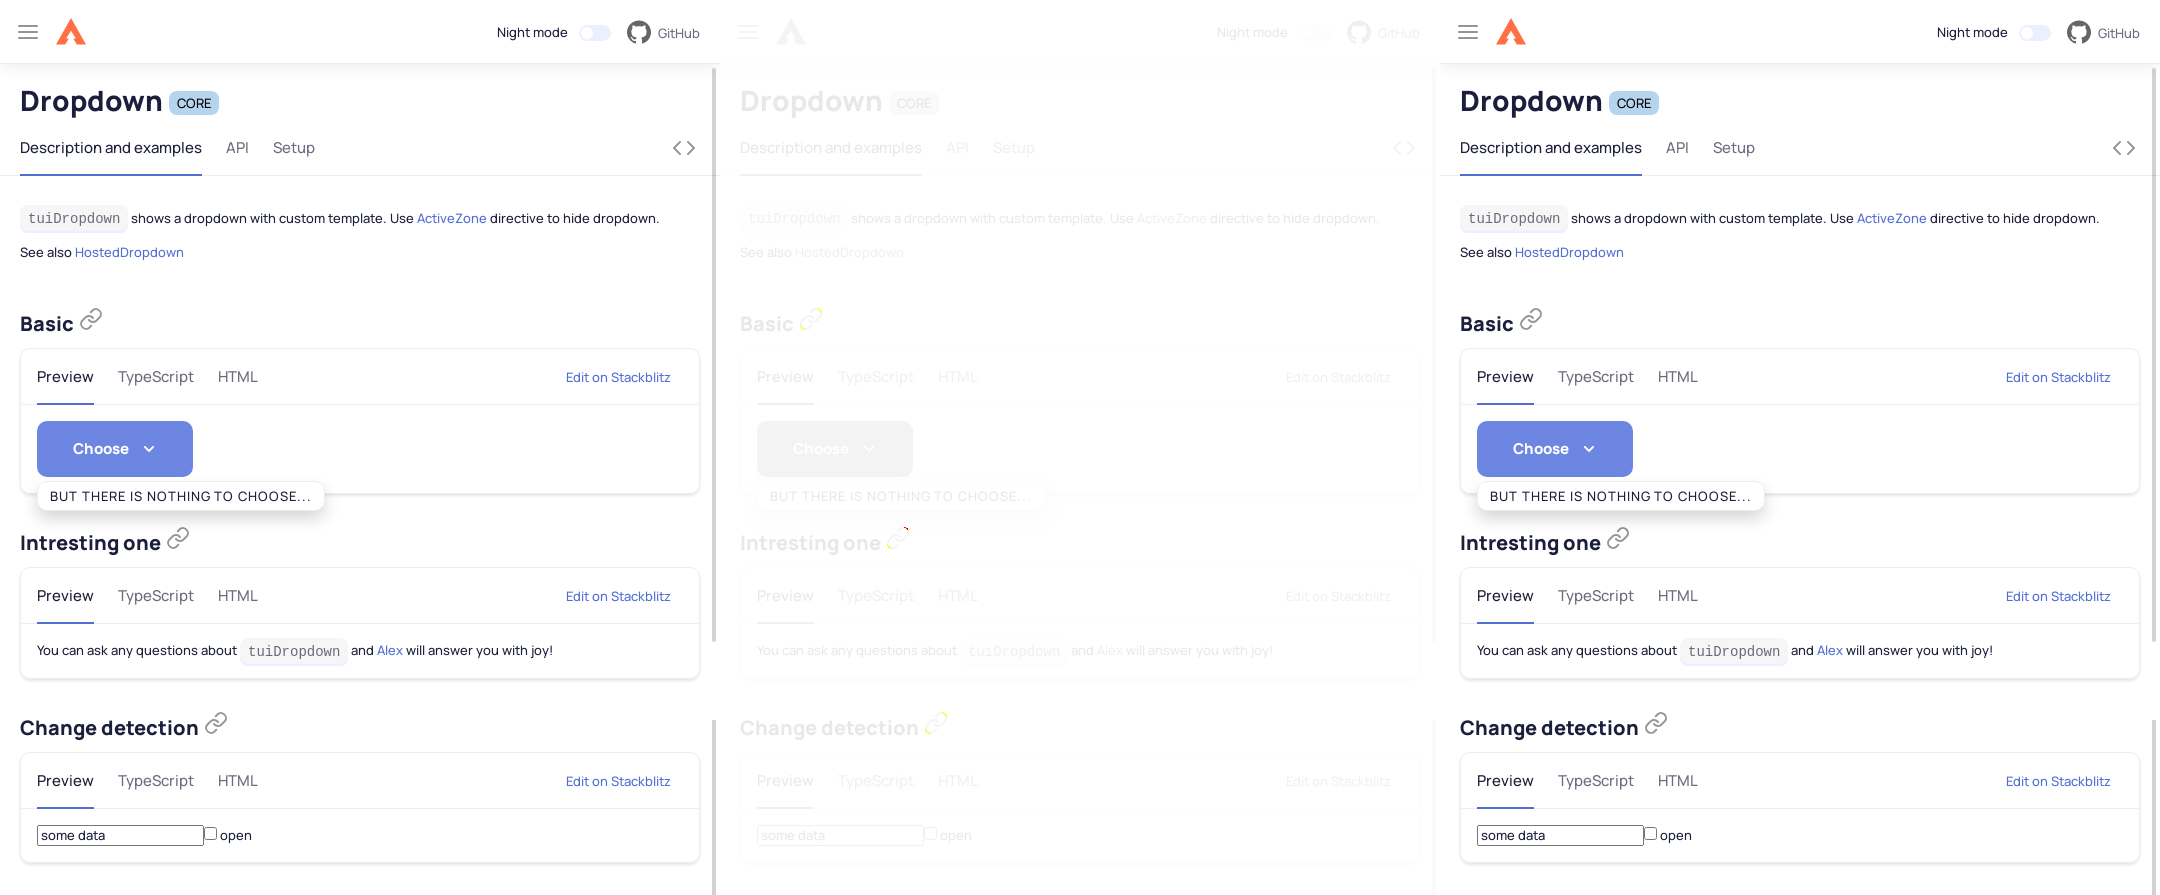 Night mode GitHub
Dropdown CORE
Description and examples API Setup
tuiDropdown shows a dropdown with custom template. Use ActiveZone directive to hide dropdown.
See also HostedDropdown
Basic
Preview TypeScript HTML Edit on Stackblitz
Choose
BUT THERE IS NOTHING TO CHOOSE...
Intresting one
Preview TypeScript HTML Edit on Stackblitz
You can ask any questions about tuiDropdown and Alex will answer you with joy!
Change detection
Preview TypeScript HTML Edit on Stackblitz
some data open
Night mode GitHub
Dropdown CORE
Description and examples API Setup
tuiDropdown shows a dropdown with custom template. Use ActiveZone directive to hide dropdown.
See also HostedDropdown
Basic
Preview TypeScript HTML Edit on Stackblitz
Choose
BUT THERE IS NOTHING TO CHOOSE...
Intresting one
Preview TypeScript HTML Edit on Stackblitz
You can ask any questions about tuiDropdown and Alex will answer you with joy!
Change detection
Preview TypeScript HTML Edit on Stackblitz
some data open
Night mode GitHub
Dropdown CORE
Description and examples API Setup
tuiDropdown shows a dropdown with custom template. Use ActiveZone directive to hide dropdown.
See also HostedDropdown
Basic
Preview TypeScript HTML Edit on Stackblitz
Choose
BUT THERE IS NOTHING TO CHOOSE...
Intresting one
Preview TypeScript HTML Edit on Stackblitz
You can ask any questions about tuiDropdown and Alex will answer you with joy!
Change detection
Preview TypeScript HTML Edit on Stackblitz
some data open